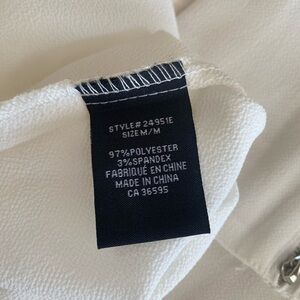 STYLE# 24951E
SIZE M/M
97% POLYESTER
3% SPANDEX
FABRIQUÉ EN CHINE
MADE IN CHINA
CA 36595